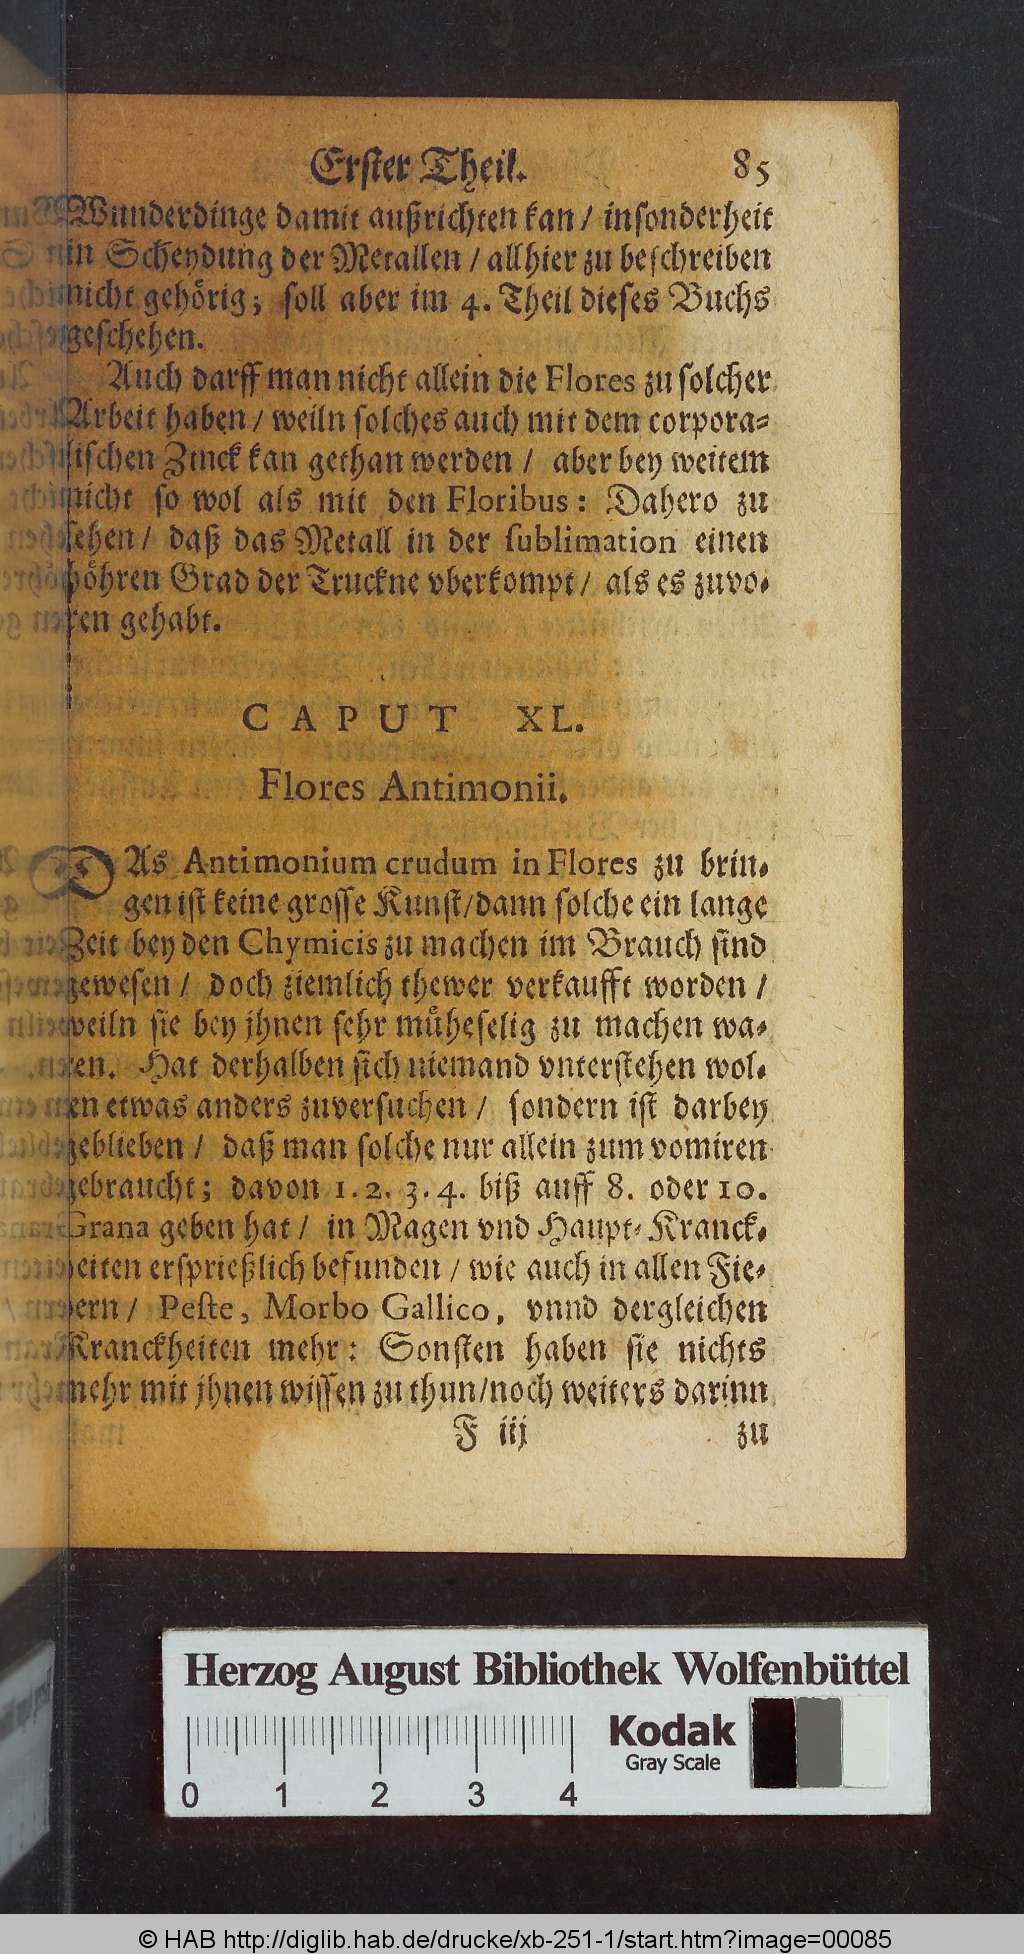 Erster Theil. 85
Wunderdinge damit außrichten kan / insonderheit
in Scheydung der Metallen / allhier zu beschreiben
nicht gehörig; soll aber im 4. Theil dieses Buchs
geschehen.
Auch darff man nicht allein die Flores zu solcher
Arbeit haben / weiln solches auch mit dem corpora-
lischen Zinck kan gethan werden / aber bey weitem
nicht so wol als mit den Floribus: Dahero zu
sehen / daß das Metall in der sublimation einen
höhren Grad der Truckne vberkompt / als es zuvo-
ren gehabt.
CAPUT XL.
Flores Antimonii.
DAs Antimonium crudum in Flores zu brin-
gen ist keine grosse Kunst/dann solche ein lange
Zeit bey den Chymicis zu machen im Brauch sind
gewesen / doch ziemlich thewer verkaufft worden /
weiln sie bey jhnen sehr müheselig zu machen wa-
ren. Hat derhalben sich niemand vnterstehen wol-
len etwas anders zuversuchen / sondern ist darbey
geblieben / daß man solche nur allein zum vomiren
gebraucht; davon 1. 2. 3. 4. biß auff 8. oder 10.
Grana geben hat / in Magen vnd Haupt-Kranck-
heiten ersprießlich befunden / wie auch in allen Fie-
bern / Peste, Morbo Gallico, vnnd dergleichen
Kranckheiten mehr: Sonsten haben sie nichts
mehr mit jhnen wissen zu thun/noch weiters darinn
F iij zu
Herzog August Bibliothek Wolfenbüttel
Kodak
Gray Scale
0 1 2 3 4
© HAB http://diglib.hab.de/drucke/xb-251-1/start.htm?image=00085